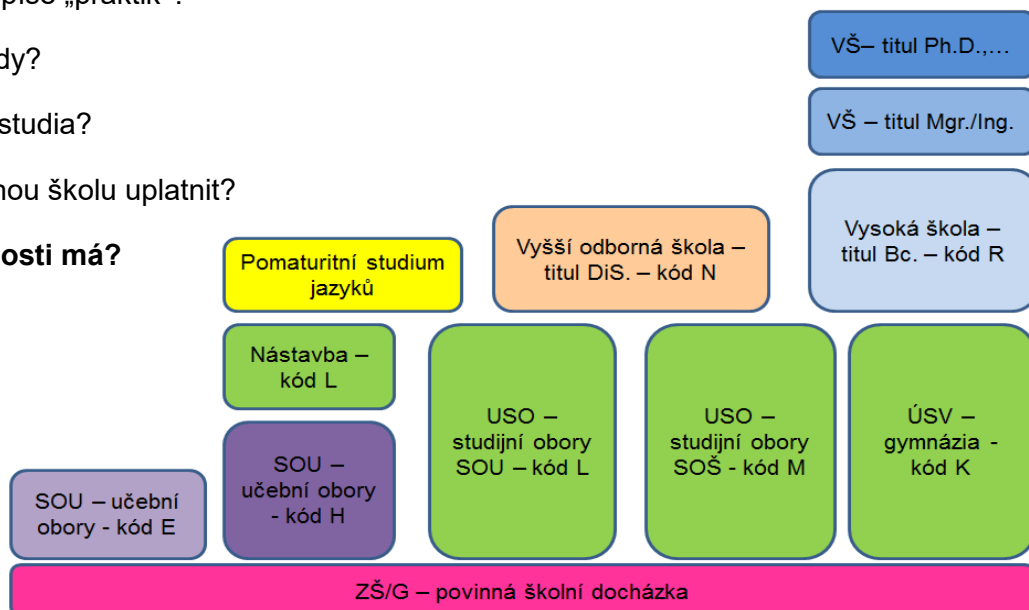 píše „praktik"?
dy?
studia?
nou školu uplatnit?
osti má?
VŠ– titul Ph.D.,…
VŠ – titul Mgr./Ing.
Vysoká škola –
titul Bc. – kód R
Vyšší odborná škola –
titul DiS. – kód N
Pomaturitní studium
jazyků
Nástavba –
kód L
USO –
studijní obory
SOU – kód L
USO –
studijní obory
SOŠ - kód M
ÚSV –
gymnázia -
kód K
SOU –
učební obory
- kód H
SOU – učební
obory - kód E
ZŠ/G – povinná školní docházka